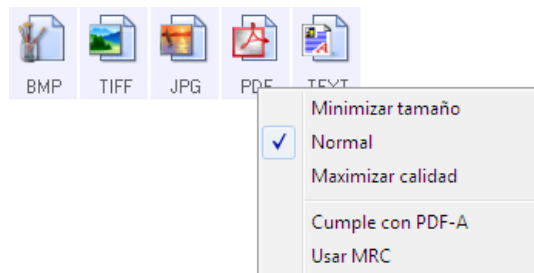 BMP TIFF JPG PDF TEXT
Minimizar tamaño
Normal
Maximizar calidad
Cumple con PDF-A
Usar MRC